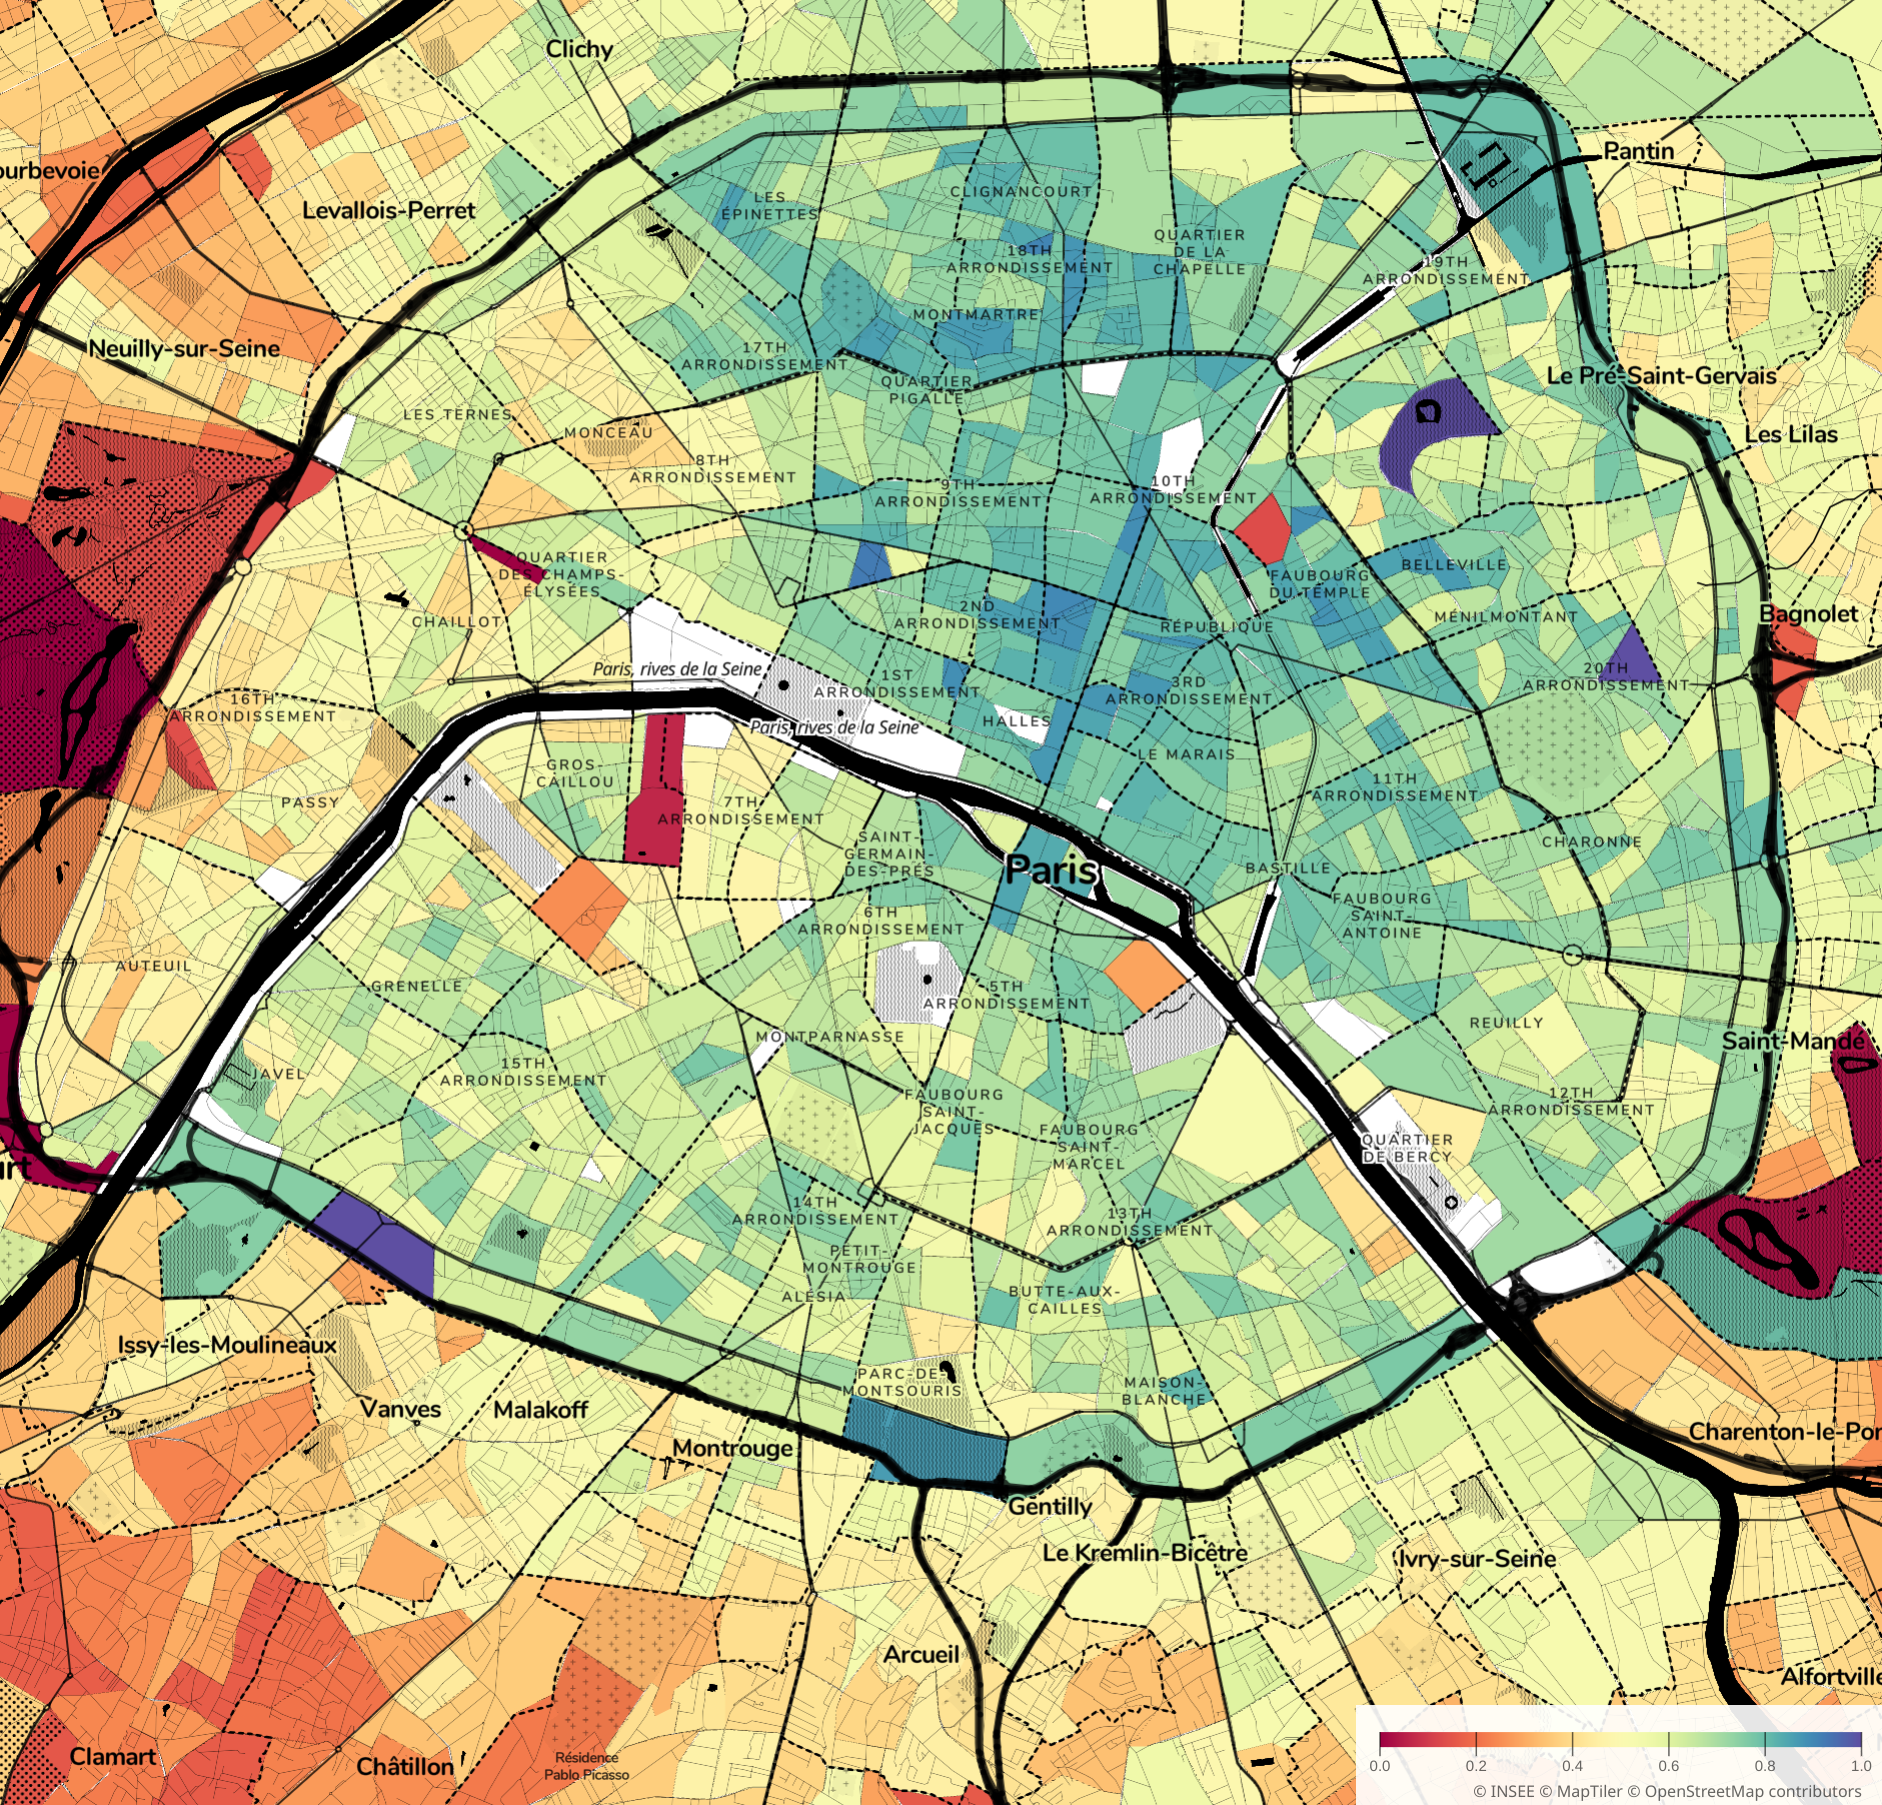 Clichy
ourbevoie
Pantin
Levallois-Perret
LES
ÉPINETTES
CLIGNANCOURT
QUARTIER
DE LA
CHAPELLE
18TH
ARRONDISSEMENT
19TH
ARRONDISSEMENT
MONTMARTRE
Neuilly-sur-Seine
17TH
ARRONDISSEMENT
QUARTIER
PIGALLE
Le Pré-Saint-Gervais
LES TERNES
MONCEAU
Les Lilas
8TH
ARRONDISSEMENT
9TH
ARRONDISSEMENT
10TH
ARRONDISSEMENT
QUARTIER
DES CHAMPS-
ÉLYSÉES
BELLEVILLE
FAUBOURG
DU TEMPLE
CHAILLOT
2ND
ARRONDISSEMENT
RÉPUBLIQUE
MÉNILMONTANT
Bagnolet
Paris, rives de la Seine
1ST
ARRONDISSEMENT
3RD
ARRONDISSEMENT
20TH
ARRONDISSEMENT
16TH
ARRONDISSEMENT
Paris, rives de la Seine
HALLES
LE MARAIS
GROS-
CAILLOU
PASSY
7TH
ARRONDISSEMENT
11TH
ARRONDISSEMENT
SAINT-
GERMAIN-
DES-PRÉS
CHARONNE
Paris
BASTILLE
6TH
ARRONDISSEMENT
FAUBOURG
SAINT-
ANTOINE
AUTEUIL
GRENELLE
5TH
ARRONDISSEMENT
REUILLY
MONTPARNASSE
Saint-Mandé
JAVEL
15TH
ARRONDISSEMENT
12TH
ARRONDISSEMENT
FAUBOURG
SAINT-
JACQUES
FAUBOURG
SAINT-
MARCEL
QUARTIER
DE BERCY
rt
14TH
ARRONDISSEMENT
13TH
ARRONDISSEMENT
PETIT-
MONTROUGE
ALÉSIA
BUTTE-AUX-
CAILLES
Issy-les-Moulineaux
PARC-DE-
MONTSOURIS
MAISON-
BLANCHE
Vanves
Malakoff
Montrouge
Charenton-le-Por
Gentilly
Le Kremlin-Bicêtre
Ivry-sur-Seine
Arcueil
Alfortville
Clamart
Châtillon
Résidence
Pablo Picasso
0.0 0.2 0.4 0.6 0.8 1.0
© INSEE © MapTiler © OpenStreetMap contributors